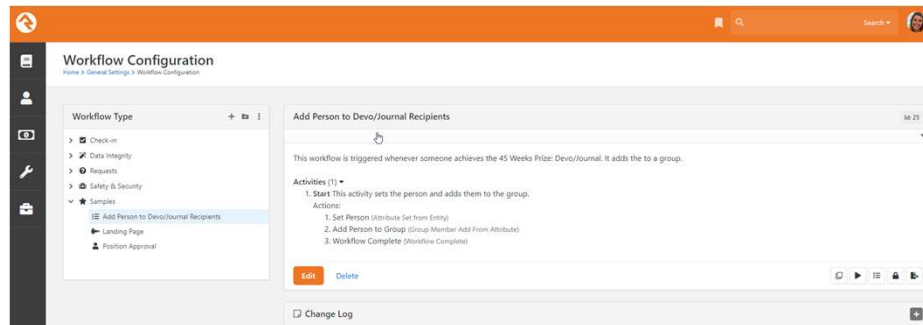 Search
Workflow Configuration
Home > General Settings > Workflow Configuration
Workflow Type
Check-in
Data Integrity
Requests
Safety & Security
Samples
Add Person to Devo/Journal Recipients
Landing Page
Position Approval
Add Person to Devo/Journal Recipients
Id: 23
This workflow is triggered whenever someone achieves the 45 Weeks Prize: Devo/Journal. It adds the to a group.
Activities (1)
1. Start This activity sets the person and adds them to the group.
Actions:
1. Set Person (Attribute Set from Entity)
2. Add Person to Group (Group Member Add From Attribute)
3. Workflow Complete (Workflow Complete)
Edit Delete
Change Log